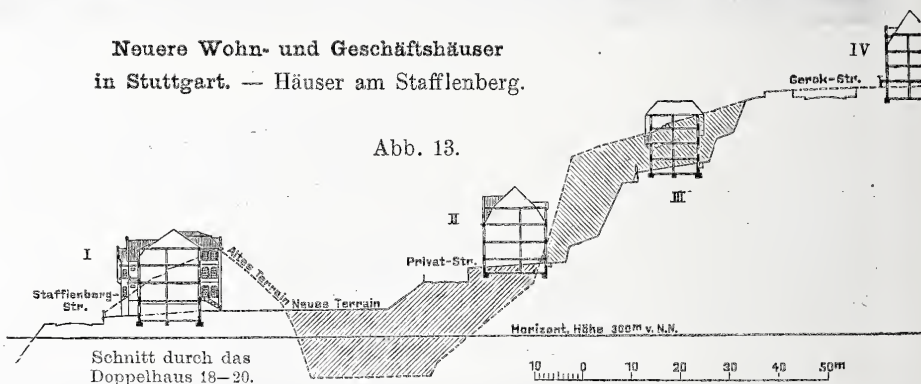 Neuere Wohn- und Geschäftshäuser
in Stuttgart. — Häuser am Stafflenberg.
Abb. 13.
IV
Gerok-Str.
III
II
Privat-Str.
I
Altes Terrain
Stafflenberg-
Str.
Neues Terrain
Horizont, Höhe 300m v. N.N.
Schnitt durch das
Doppelhaus 18–20.
10 0 10 20 30 40 50m